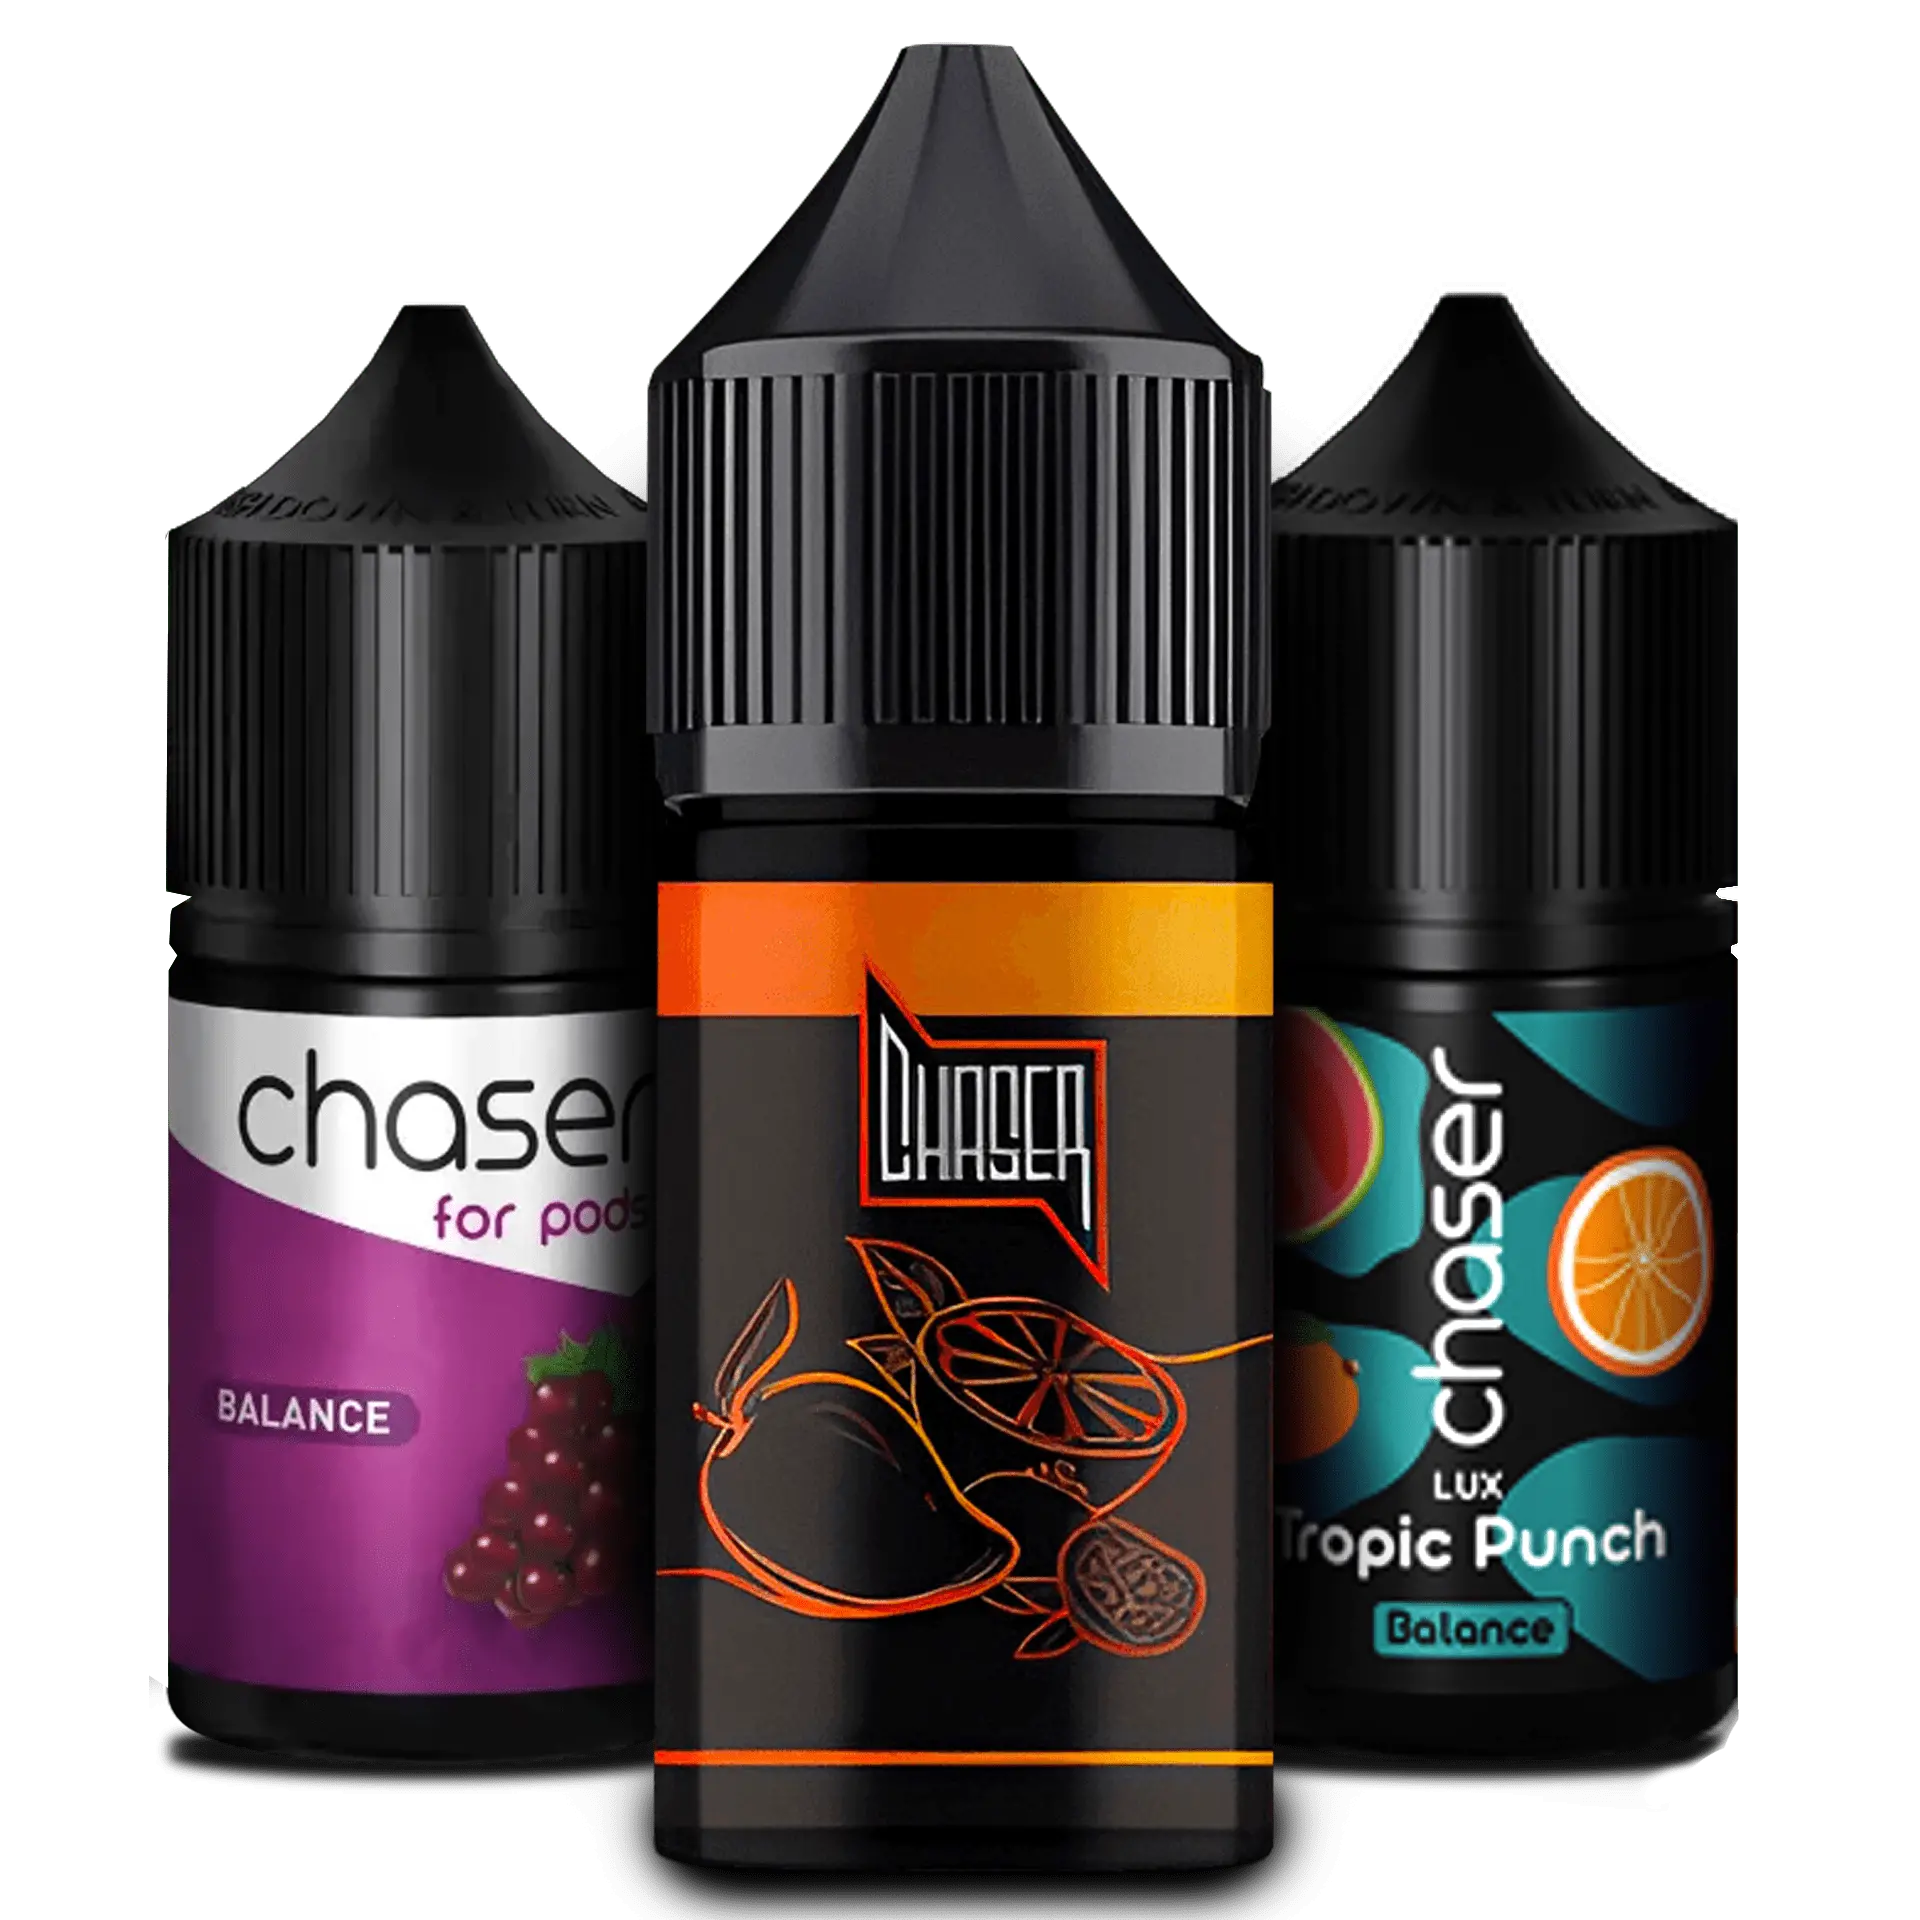 chaser
for pods
BALANCE
CHASER
chaser
LUX
Tropic Punch
Balance